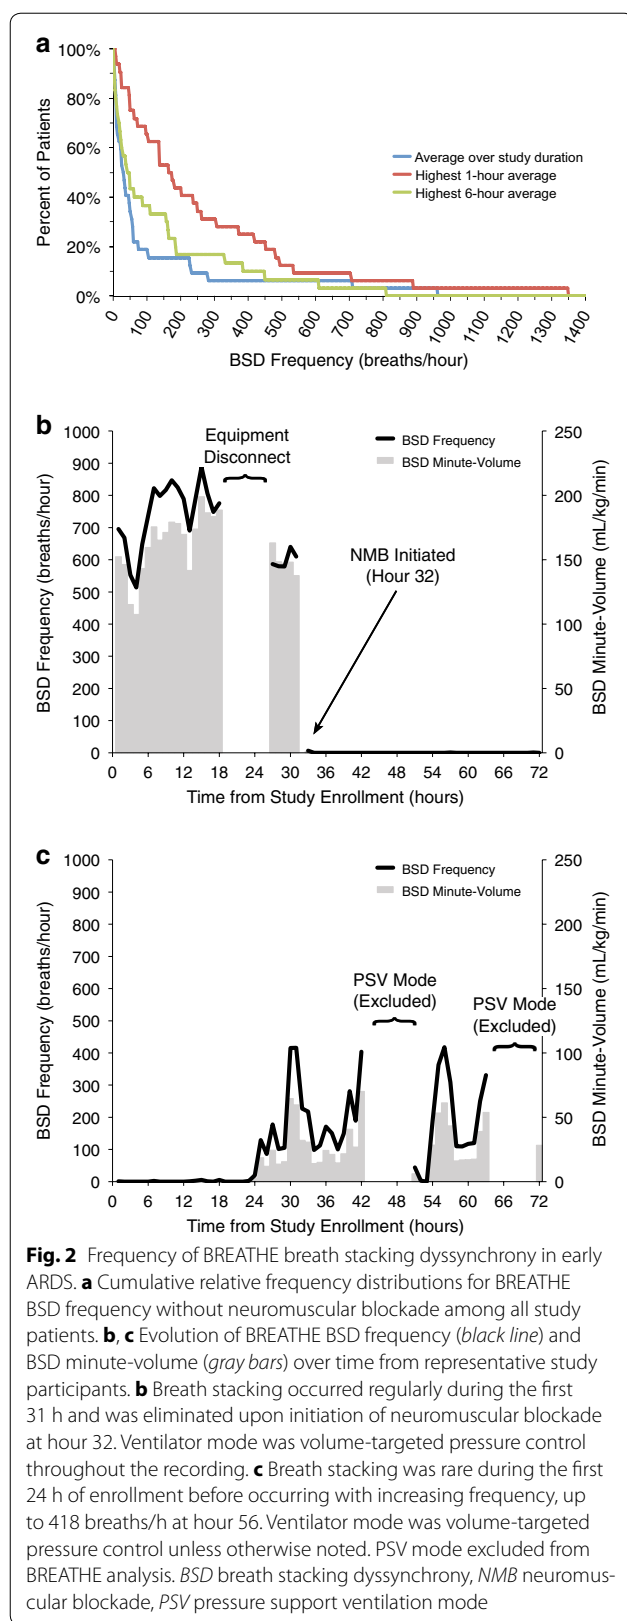 a
100%
80%
60%
40%
20%
0%
Percent of Patients
Average over study duration
Highest 1-hour average
Highest 6-hour average
0 100 200 300 400 500 600 700 800 900 1000 1100 1200 1300 1400
BSD Frequency (breaths/hour)
b
1000
900
800
700
600
500
400
300
200
100
0
BSD Frequency (breaths/hour)
Equipment
Disconnect
BSD Frequency
BSD Minute-Volume
NMB Initiated
(Hour 32)
250
200
150
100
50
0
BSD Minute-Volume (mL/kg/min)
0 6 12 18 24 30 36 42 48 54 60 66 72
Time from Study Enrollment (hours)
c
1000
900
800
700
600
500
400
300
200
100
0
BSD Frequency (breaths/hour)
BSD Frequency
BSD Minute-Volume
PSV Mode
(Excluded)
PSV Mode
(Excluded)
250
200
150
100
50
0
BSD Minute-Volume (mL/kg/min)
0 6 12 18 24 30 36 42 48 54 60 66 72
Time from Study Enrollment (hours)
Fig. 2 Frequency of BREATHE breath stacking dyssynchrony in early
ARDS. a Cumulative relative frequency distributions for BREATHE
BSD frequency without neuromuscular blockade among all study
patients. b, c Evolution of BREATHE BSD frequency (black line) and
BSD minute-volume (gray bars) over time from representative study
participants. b Breath stacking occurred regularly during the first
31 h and was eliminated upon initiation of neuromuscular blockade
at hour 32. Ventilator mode was volume-targeted pressure control
throughout the recording. c Breath stacking was rare during the first
24 h of enrollment before occurring with increasing frequency, up
to 418 breaths/h at hour 56. Ventilator mode was volume-targeted
pressure control unless otherwise noted. PSV mode excluded from
BREATHE analysis. BSD breath stacking dyssynchrony, NMB neuromus-
cular blockade, PSV pressure support ventilation mode